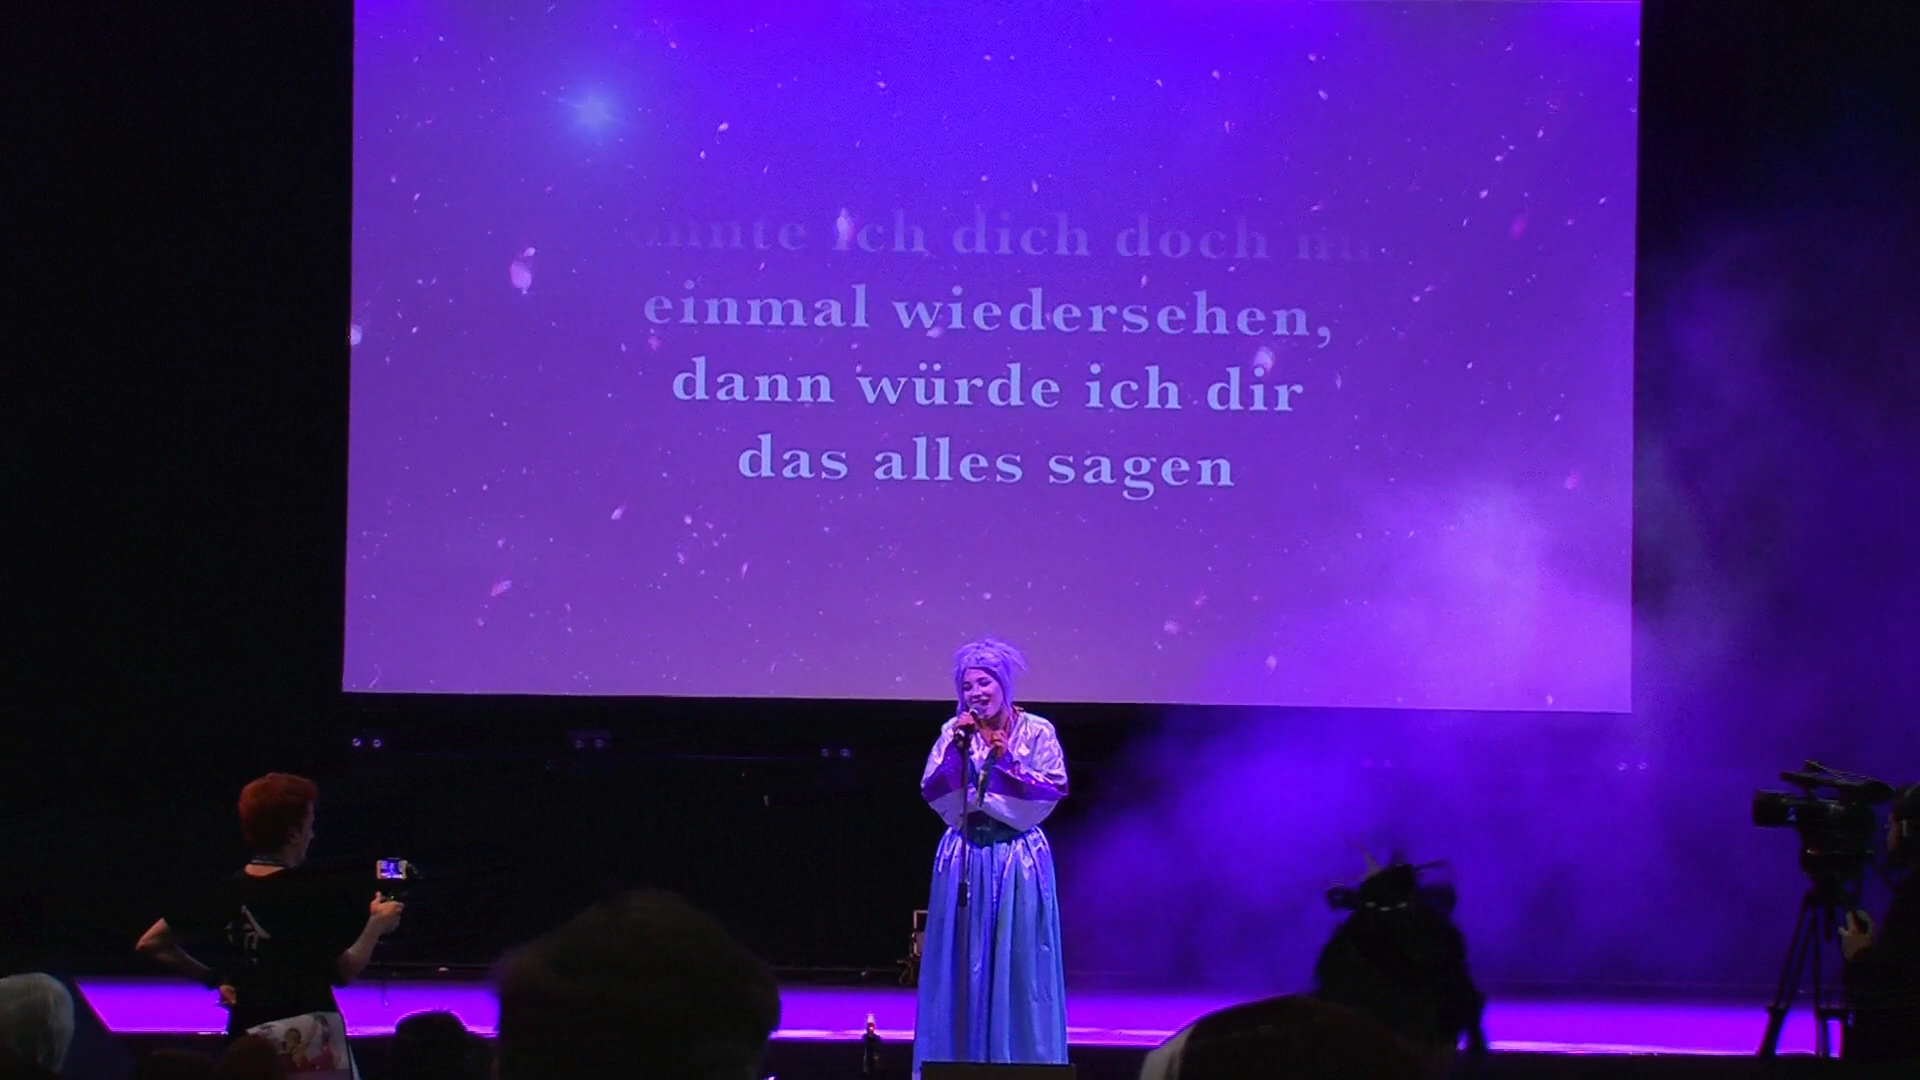 ich dich doch
einmal wiedersehen,
dann würde ich dir
das alles sagen